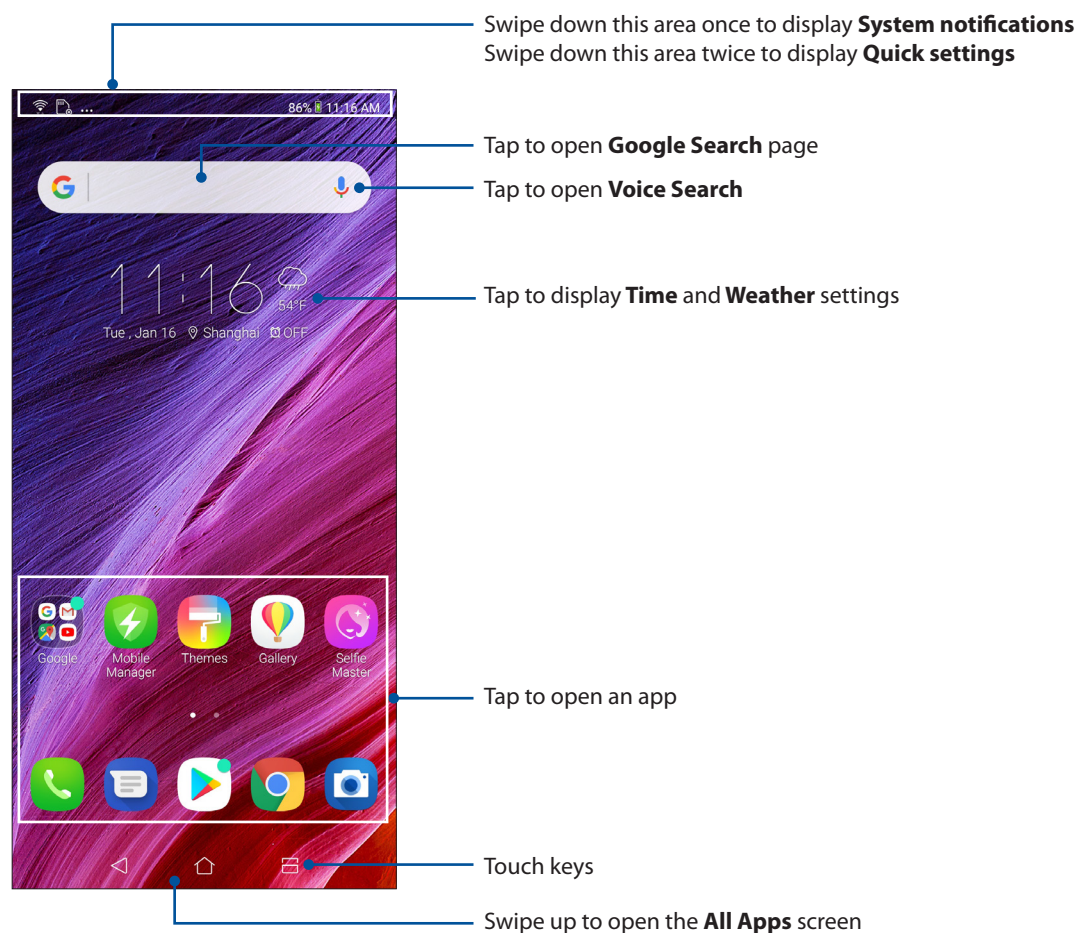 Swipe down this area once to display System notifications
Swipe down this area twice to display Quick settings
... 86% 11:16 AM
Tap to open Google Search page
G
Tap to open Voice Search
11:16
54°F
Tap to display Time and Weather settings
Tue , Jan 16 Shanghai OFF
Google
Mobile
Manager
Themes
Gallery
Selfie
Master
Tap to open an app
Touch keys
Swipe up to open the All Apps screen